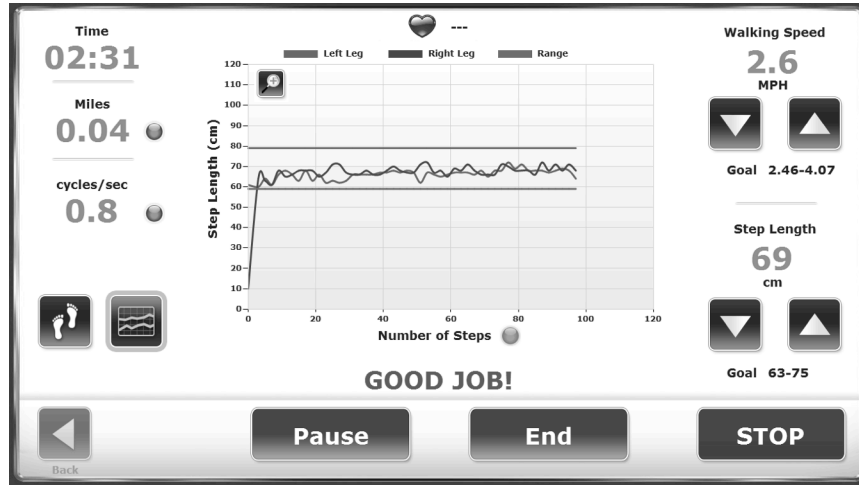 Time
02:31
Miles
0.04
cycles/sec
0.8
---
Left Leg Right Leg Range
Step Length (cm)
120
110
100
90
80
70
60
50
40
30
20
10
0
0 20 40 60 80 100 120
Number of Steps
GOOD JOB!
Walking Speed
2.6
MPH
Goal 2.46-4.07
Step Length
69
cm
Goal 63-75
Back
Pause
End
STOP